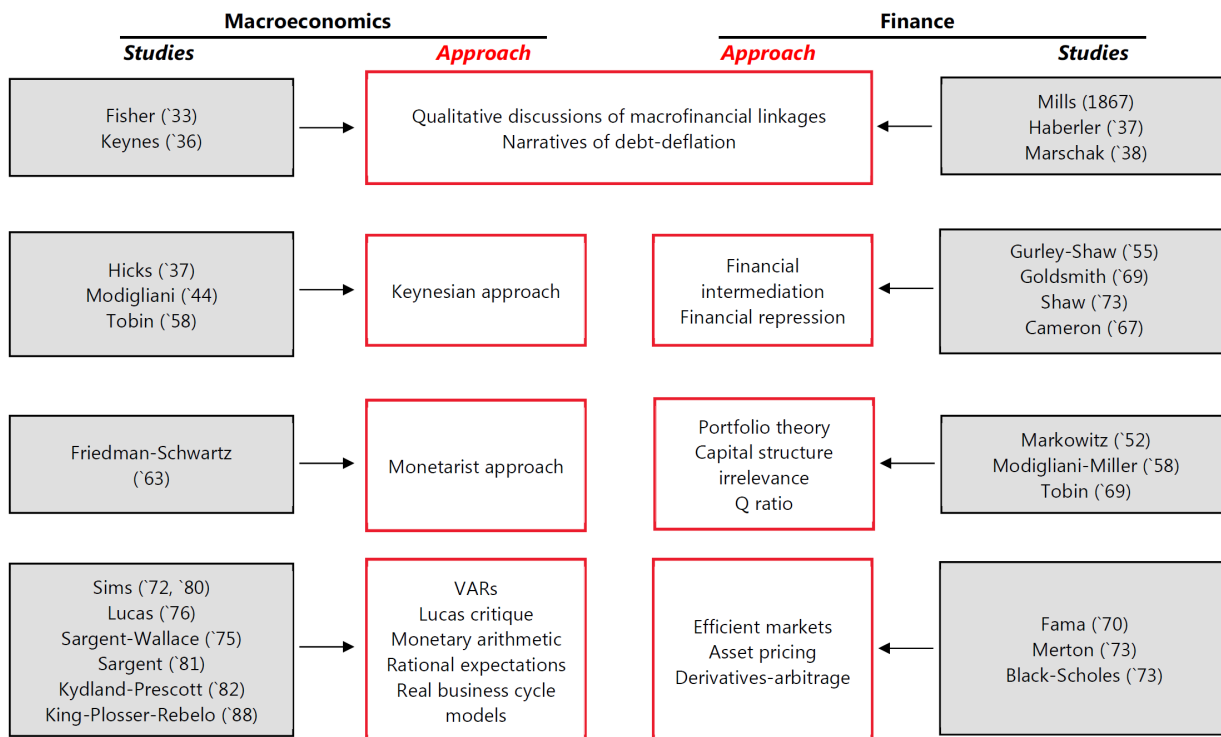 Macroeconomics
Finance
Studies
Approach
Approach
Studies
Fisher (`33)
Keynes (`36)
Qualitative discussions of macrofinancial linkages
Narratives of debt-deflation
Mills (1867)
Haberler (`37)
Marschak (`38)
Hicks (`37)
Modigliani (`44)
Tobin (`58)
Keynesian approach
Financial
intermediation
Financial repression
Gurley-Shaw (`55)
Goldsmith (`69)
Shaw (`73)
Cameron (`67)
Friedman-Schwartz
(`63)
Monetarist approach
Portfolio theory
Capital structure
irrelevance
Q ratio
Markowitz (`52)
Modigliani-Miller (`58)
Tobin (`69)
Sims (`72, `80)
Lucas (`76)
Sargent-Wallace (`75)
Sargent (`81)
Kydland-Prescott (`82)
King-Plosser-Rebelo (`88)
VARs
Lucas critique
Monetary arithmetic
Rational expectations
Real business cycle
models
Efficient markets
Asset pricing
Derivatives-arbitrage
Fama (`70)
Merton (`73)
Black-Scholes (`73)